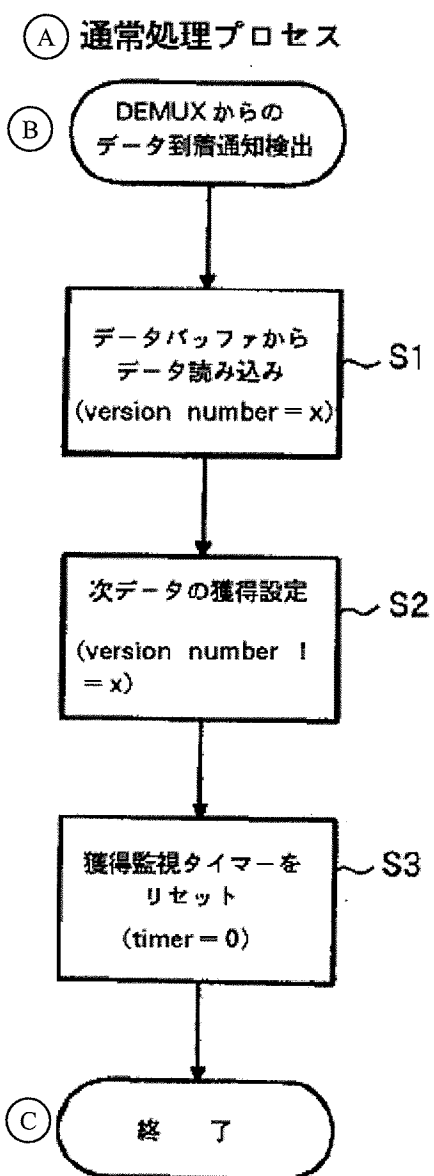 A 通常処理プロセス
B DEMUXからの
データ到着通知検出
データバッファから
データ読み込み
(version number = x)
S1
次データの獲得設定
(version number !
= x)
S2
獲得監視タイマーを
リセット
(timer = 0)
S3
C 終 了